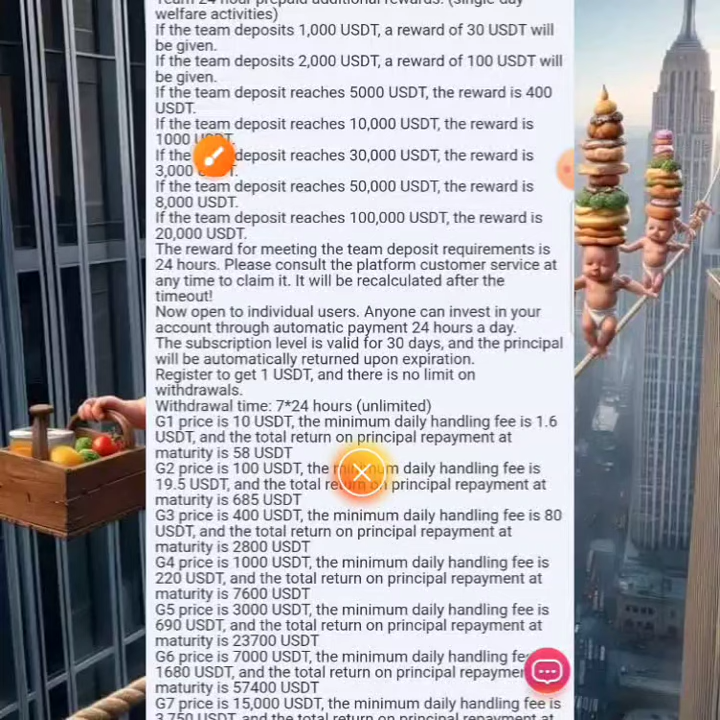 Team 24 hour prepaid additional rewards. (single day
welfare activities)
If the team deposits 1,000 USDT, a reward of 30 USDT will
be given.
If the team deposits 2,000 USDT, a reward of 100 USDT will
be given.
If the team deposit reaches 5000 USDT, the reward is 400
USDT.
If the team deposit reaches 10,000 USDT, the reward is
1000 USDT.
If the deposit reaches 30,000 USDT, the reward is
3,000
If the team deposit reaches 50,000 USDT, the reward is
8,000 USDT.
If the team deposit reaches 100,000 USDT, the reward is
20,000 USDT.
The reward for meeting the team deposit requirements is
24 hours. Please consult the platform customer service at
any time to claim it. It will be recalculated after the
timeout!
Now open to individual users. Anyone can invest in your
account through automatic payment 24 hours a day.
The subscription level is valid for 30 days, and the principal
will be automatically returned upon expiration.
Register to get 1 USDT, and there is no limit on
withdrawals.
Withdrawal time: 7*24 hours (unlimited)
G1 price is 10 USDT, the minimum daily handling fee is 1.6
USDT, and the total return on principal repayment at
maturity is 58 USDT
G2 price is 100 USDT, the minimum daily handling fee is
19.5 USDT, and the total return on principal repayment at
maturity is 685 USDT
G3 price is 400 USDT, the minimum daily handling fee is 80
USDT, and the total return on principal repayment at
maturity is 2800 USDT
G4 price is 1000 USDT, the minimum daily handling fee is
220 USDT, and the total return on principal repayment at
maturity is 7600 USDT
G5 price is 3000 USDT, the minimum daily handling fee is
690 USDT, and the total return on principal repayment at
maturity is 23700 USDT
G6 price is 7000 USDT, the minimum daily handling fe
1680 USDT, and the total return on principal repaymen
maturity is 57400 USDT
G7 price is 15,000 USDT, the minimum daily handling fee is
3,750 USDT, and the total return on principal repayment at